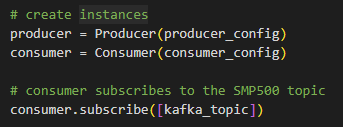 # create instances
producer = Producer(producer_config)
consumer = Consumer(consumer_config)

# consumer subscribes to the SMP500 topic
consumer.subscribe([kafka_topic])